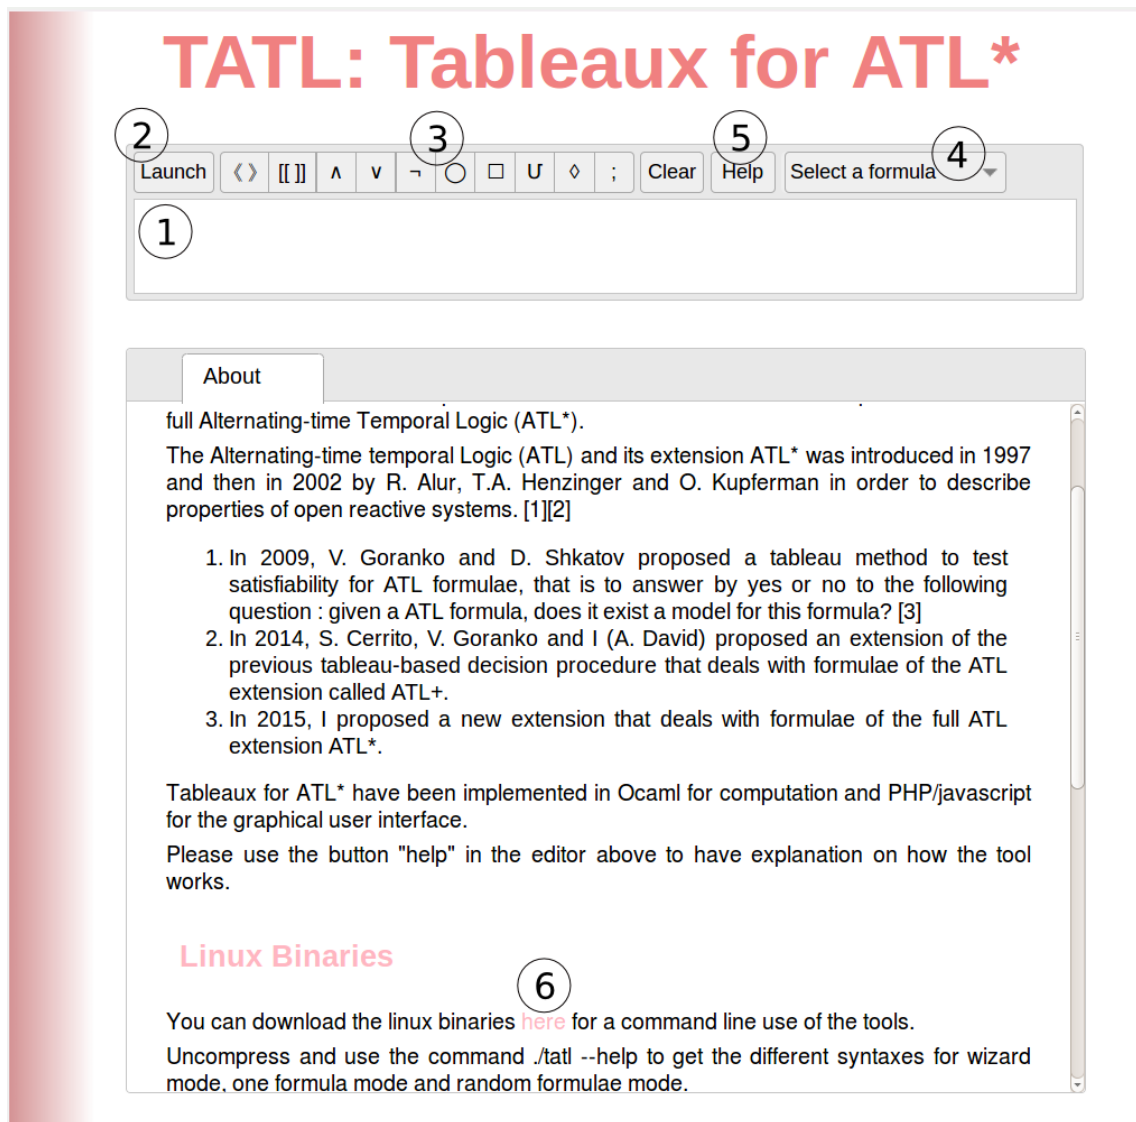 TATL: Tableaux for ATL*
2 3 5 4
Launch 《 》 [[ ]] ∧ ∨ ¬ ◯ □ U ◊ ; Clear Help Select a formula
1
About
full Alternating-time Temporal Logic (ATL*).
The Alternating-time temporal Logic (ATL) and its extension ATL* was introduced in 1997
and then in 2002 by R. Alur, T.A. Henzinger and O. Kupferman in order to describe
properties of open reactive systems. [1][2]
1. In 2009, V. Goranko and D. Shkatov proposed a tableau method to test
satisfiability for ATL formulae, that is to answer by yes or no to the following
question : given a ATL formula, does it exist a model for this formula? [3]
2. In 2014, S. Cerrito, V. Goranko and I (A. David) proposed an extension of the
previous tableau-based decision procedure that deals with formulae of the ATL
extension called ATL+.
3. In 2015, I proposed a new extension that deals with formulae of the full ATL
extension ATL*.
Tableaux for ATL* have been implemented in Ocaml for computation and PHP/javascript
for the graphical user interface.
Please use the button "help" in the editor above to have explanation on how the tool
works.
Linux Binaries
6
You can download the linux binaries here for a command line use of the tools.
Uncompress and use the command ./tatl --help to get the different syntaxes for wizard
mode, one formula mode and random formulae mode.